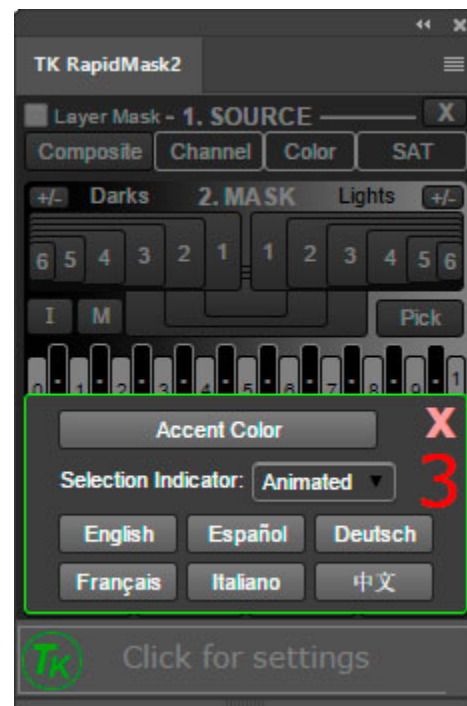 TK RapidMask2
Layer Mask - 1. SOURCE X
Composite Channel Color SAT
+/- Darks 2. MASK Lights +/-
6 5 4 3 2 1 1 2 3 4 5 6
I M Pick
0 - 1 - 2 - 3 - 4 - 5 - 6 - 7 - 8 - 9 - 1
Accent Color X
Selection Indicator: Animated 3
English Español Deutsch
Français Italiano 中文
TK Click for settings